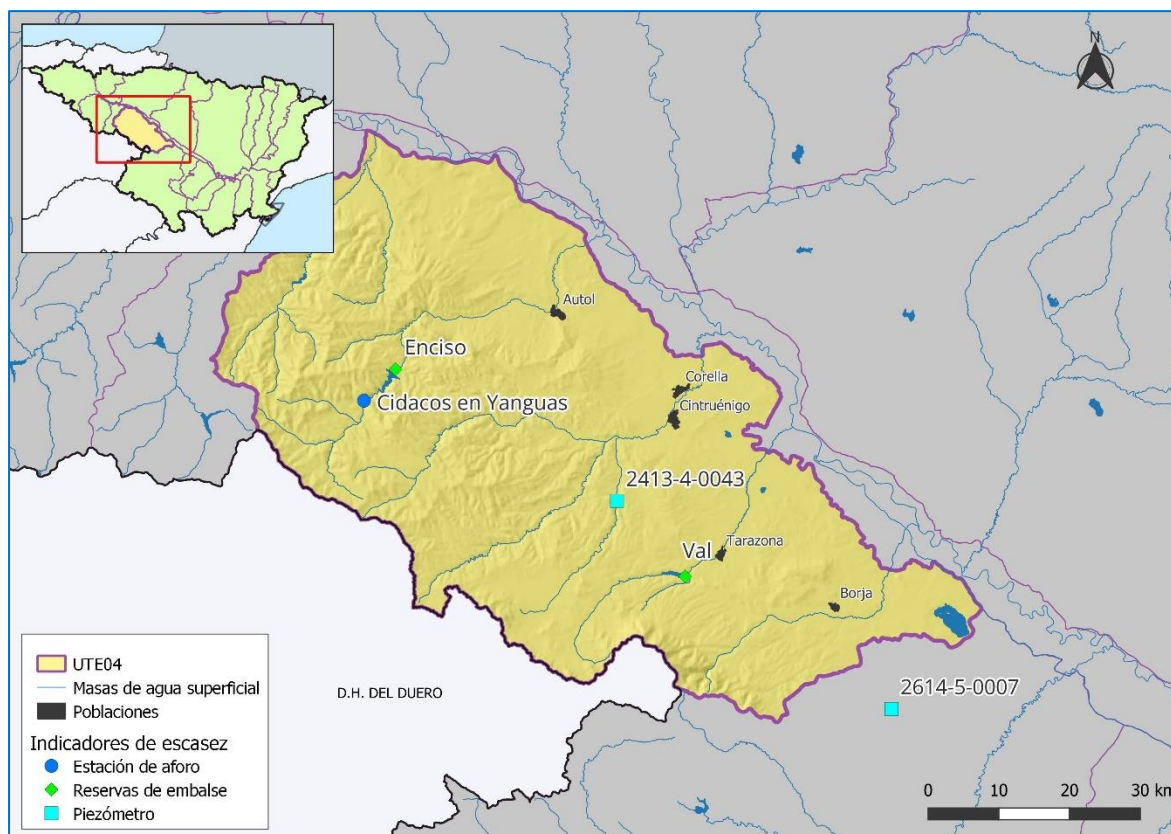 N
Autol
Enciso
Corella
Cintruénigo
Cidacos en Yanguas
2413-4-0043
Val
Tarazona
Borja
UTE04
Masas de agua superficial
Poblaciones
Indicadores de escasez
Estación de aforo
Reservas de embalse
Piezómetro
D.H. DEL DUERO
2614-5-0007
0 10 20 30 km